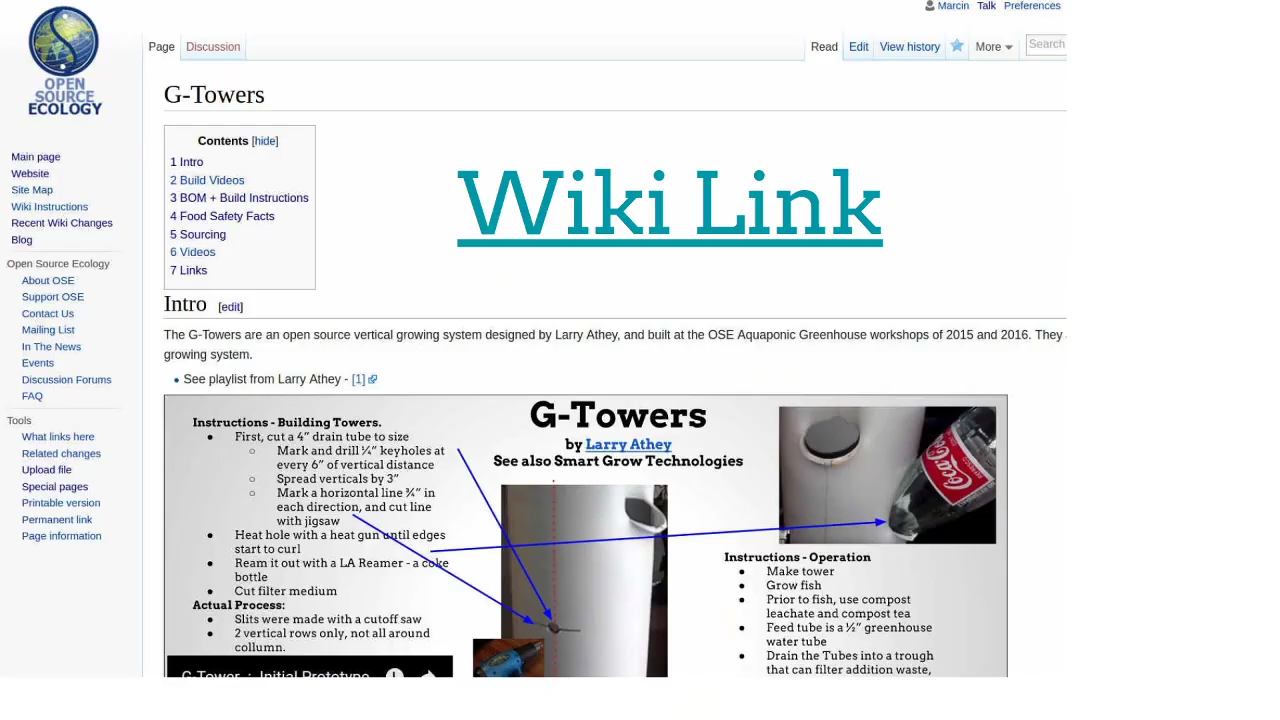 Marcin Talk Preferences
OPEN
SOURCE
ECOLOGY
Page Discussion Read Edit View history More Search
G-Towers
Main page
Website
Site Map
Wiki Instructions
Recent Wiki Changes
Blog
Open Source Ecology
About OSE
Support OSE
Contact Us
Mailing List
In The News
Events
Discussion Forums
FAQ
Tools
What links here
Related changes
Upload file
Special pages
Printable version
Permanent link
Page information
Contents [hide]
1 Intro
2 Build Videos
3 BOM + Build Instructions
4 Food Safety Facts
5 Sourcing
6 Videos
7 Links
Wiki Link
Intro [edit]
The G-Towers are an open source vertical growing system designed by Larry Athey, and built at the OSE Aquaponic Greenhouse workshops of 2015 and 2016. They
growing system.
• See playlist from Larry Athey - [1]
G-Towers
by Larry Athey
See also Smart Grow Technologies
Instructions - Building Towers.
● First, cut a 4” drain tube to size
○ Mark and drill ¼” keyholes at
every 6” of vertical distance
○ Spread verticals by 3”
○ Mark a horizontal line ¾” in
each direction, and cut line
with jigsaw
● Heat hole with a heat gun until edges
start to curl
● Ream it out with a LA Reamer - a coke
bottle
● Cut filter medium
Actual Process:
● Slits were made with a cutoff saw
● 2 vertical rows only, not all around
collumn.
G-Tower : Initial Prototype
Coca-Cola
Instructions - Operation
● Make tower
● Grow fish
● Prior to fish, use compost
leachate and compost tea
● Feed tube is a ½” greenhouse
water tube
● Drain the Tubes into a trough
that can filter addition waste,